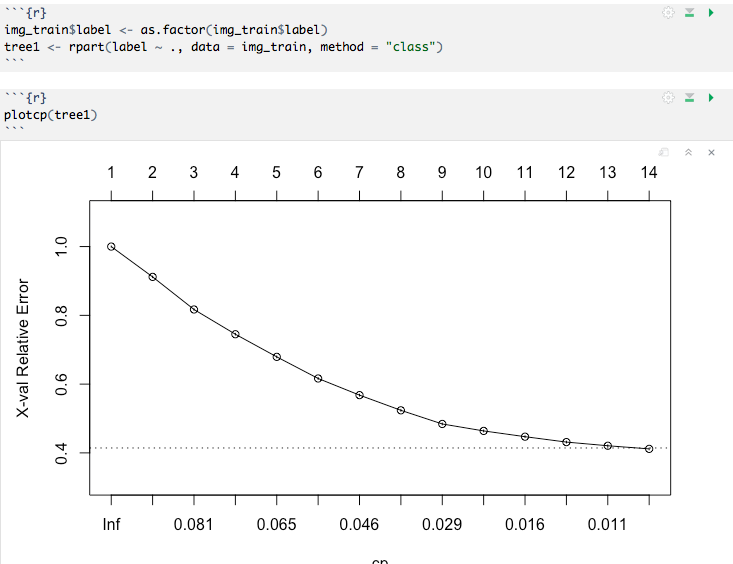 ```{r}
img_train$label <- as.factor(img_train$label)
tree1 <- rpart(label ~ ., data = img_train, method = "class")
```
```{r}
plotcp(tree1)
```
1 2 3 4 5 6 7 8 9 10 11 12 13 14
X-val Relative Error
1.0
0.8
0.6
0.4
Inf 0.081 0.065 0.046 0.029 0.016 0.011
cp